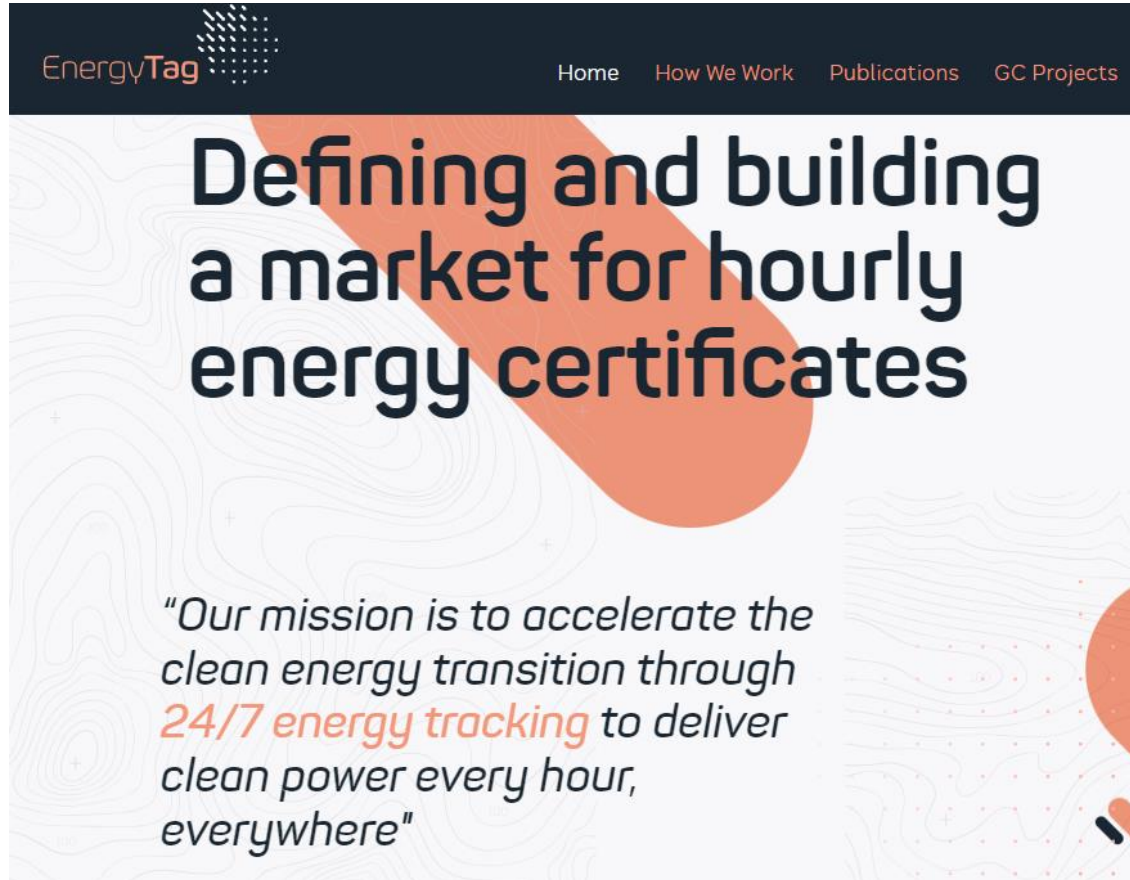 EnergyTag
Home How We Work Publications GC Projects
Defining and building
a market for hourly
energy certificates
“Our mission is to accelerate the
clean energy transition through
24/7 energy tracking to deliver
clean power every hour,
everywhere”